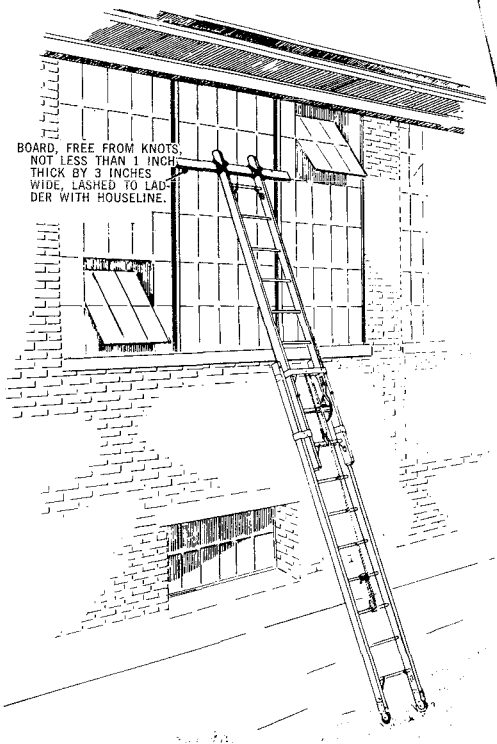 BOARD, FREE FROM KNOTS,
NOT LESS THAN 1 INCH
THICK BY 3 INCHES
WIDE, LASHED TO LAD-
DER WITH HOUSELINE.